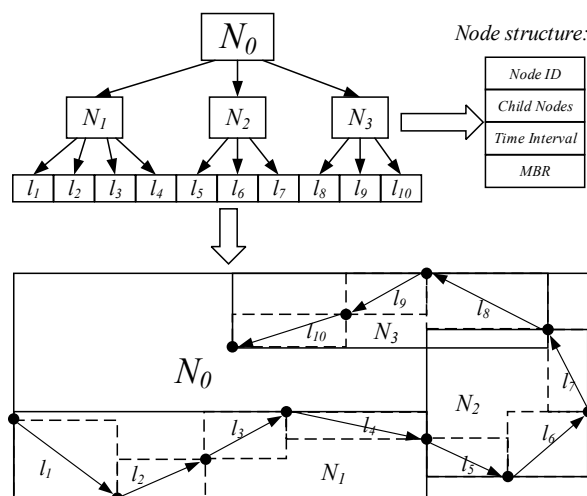 N0
Node structure:
Node ID
Child Nodes
Time Interval
MBR
N1
N2
N3
l1 l2 l3 l4 l5 l6 l7 l8 l9 l10
l9
l8
l10
N3
N0
l7
N2
l3
l4
l6
l1
l2
N1
l5